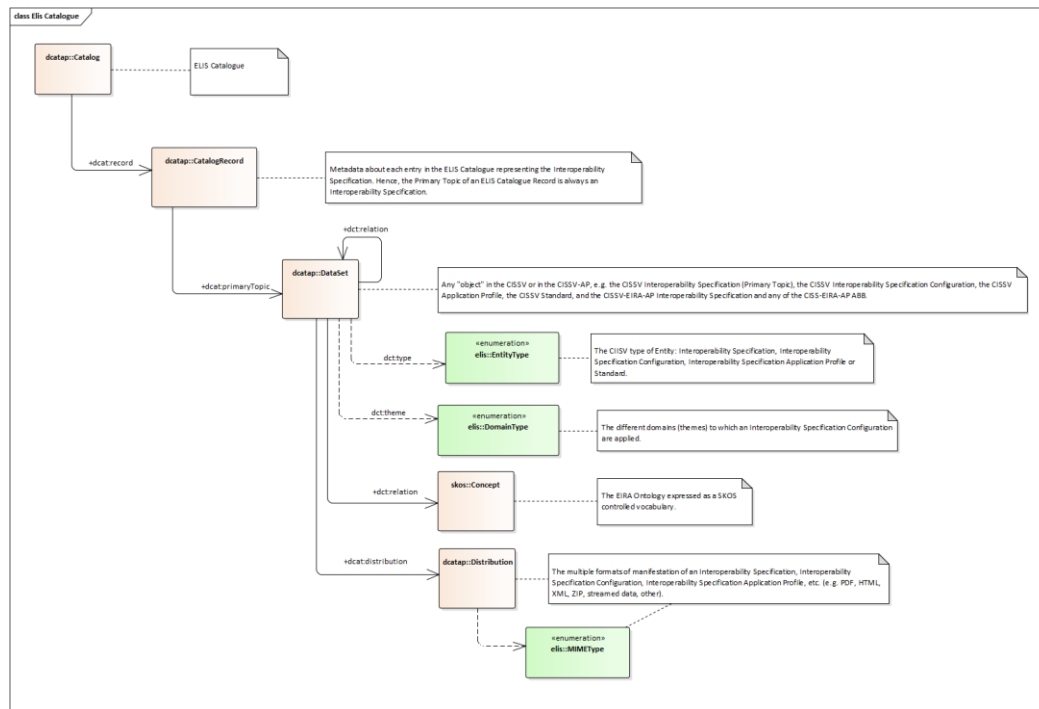 class Elis Catalogue
dcatap::Catalog
ELIS Catalogue
+dcat:record
dcatap::CatalogRecord
Metadata about each entry in the ELIS Catalogue representing the Interoperability
Specification. Hence, the Primary Topic of an ELIS Catalogue Record is always an
Interoperability Specification.
+dct:relation
dcatap::DataSet
+dcat:primaryTopic
Any "object" in the CISSV or in the CISSV-AP, e.g. the CISSV Interoperability Specification (Primary Topic), the CISSV Interoperability Specification Configuration, the CISSV
Application Profile, the CISSV Standard, and the CISSV-EIRA-AP Interoperability Specification and any of the CISS-EIRA-AP ABB.
dct:type
«enumeration»
elis::EntityType
The CIISV type of Entity: Interoperability Specification, Interoperability
Specification Configuration, Interoperability Specification Application Profile or
Standard.
dct:theme
«enumeration»
elis::DomainType
The different domains (themes) to which an Interoperability Specification Configuration
are applied.
+dct:relation
skos::Concept
The EIRA Ontology expressed as a SKOS
controlled vocabulary.
+dcat:distribution
dcatap::Distribution
The multiple formats of manifestation of an Interoperability Specification, Interoperability
Specification Configuration, Interoperability Specification Application Profile, etc. (e.g. PDF, HTML,
XML, ZIP, streamed data, other).
«enumeration»
elis::MIMEType